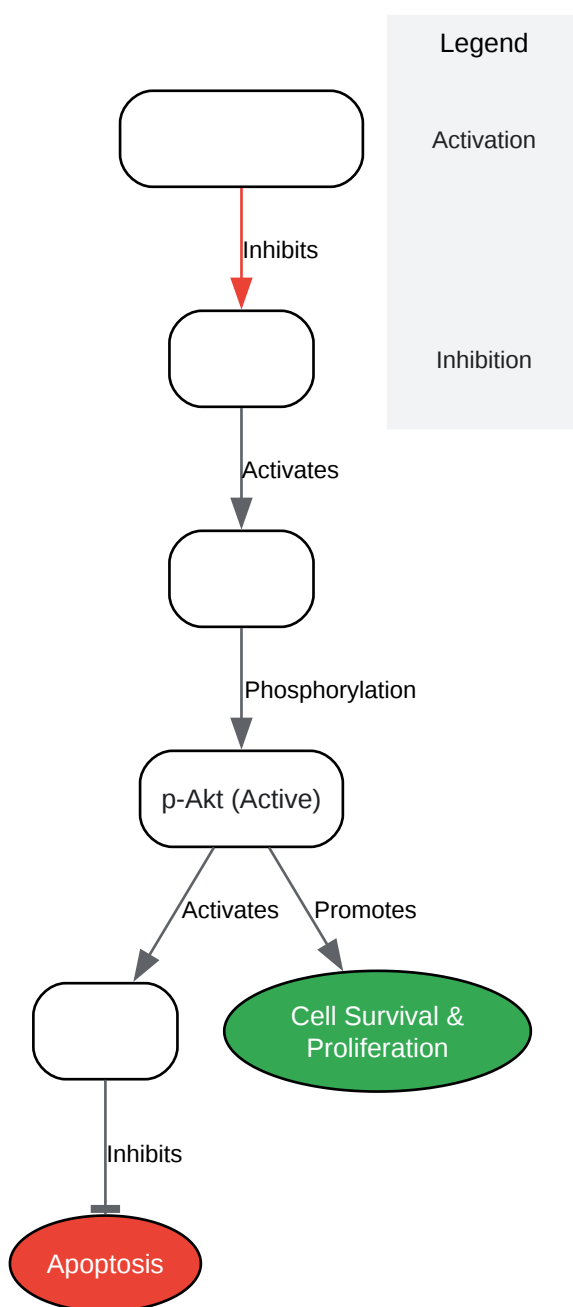 Legend
Activation
Inhibits
Inhibition
Activates
Phosphorylation
p-Akt (Active)
Activates
Promotes
Cell Survival &
Proliferation
Inhibits
Apoptosis